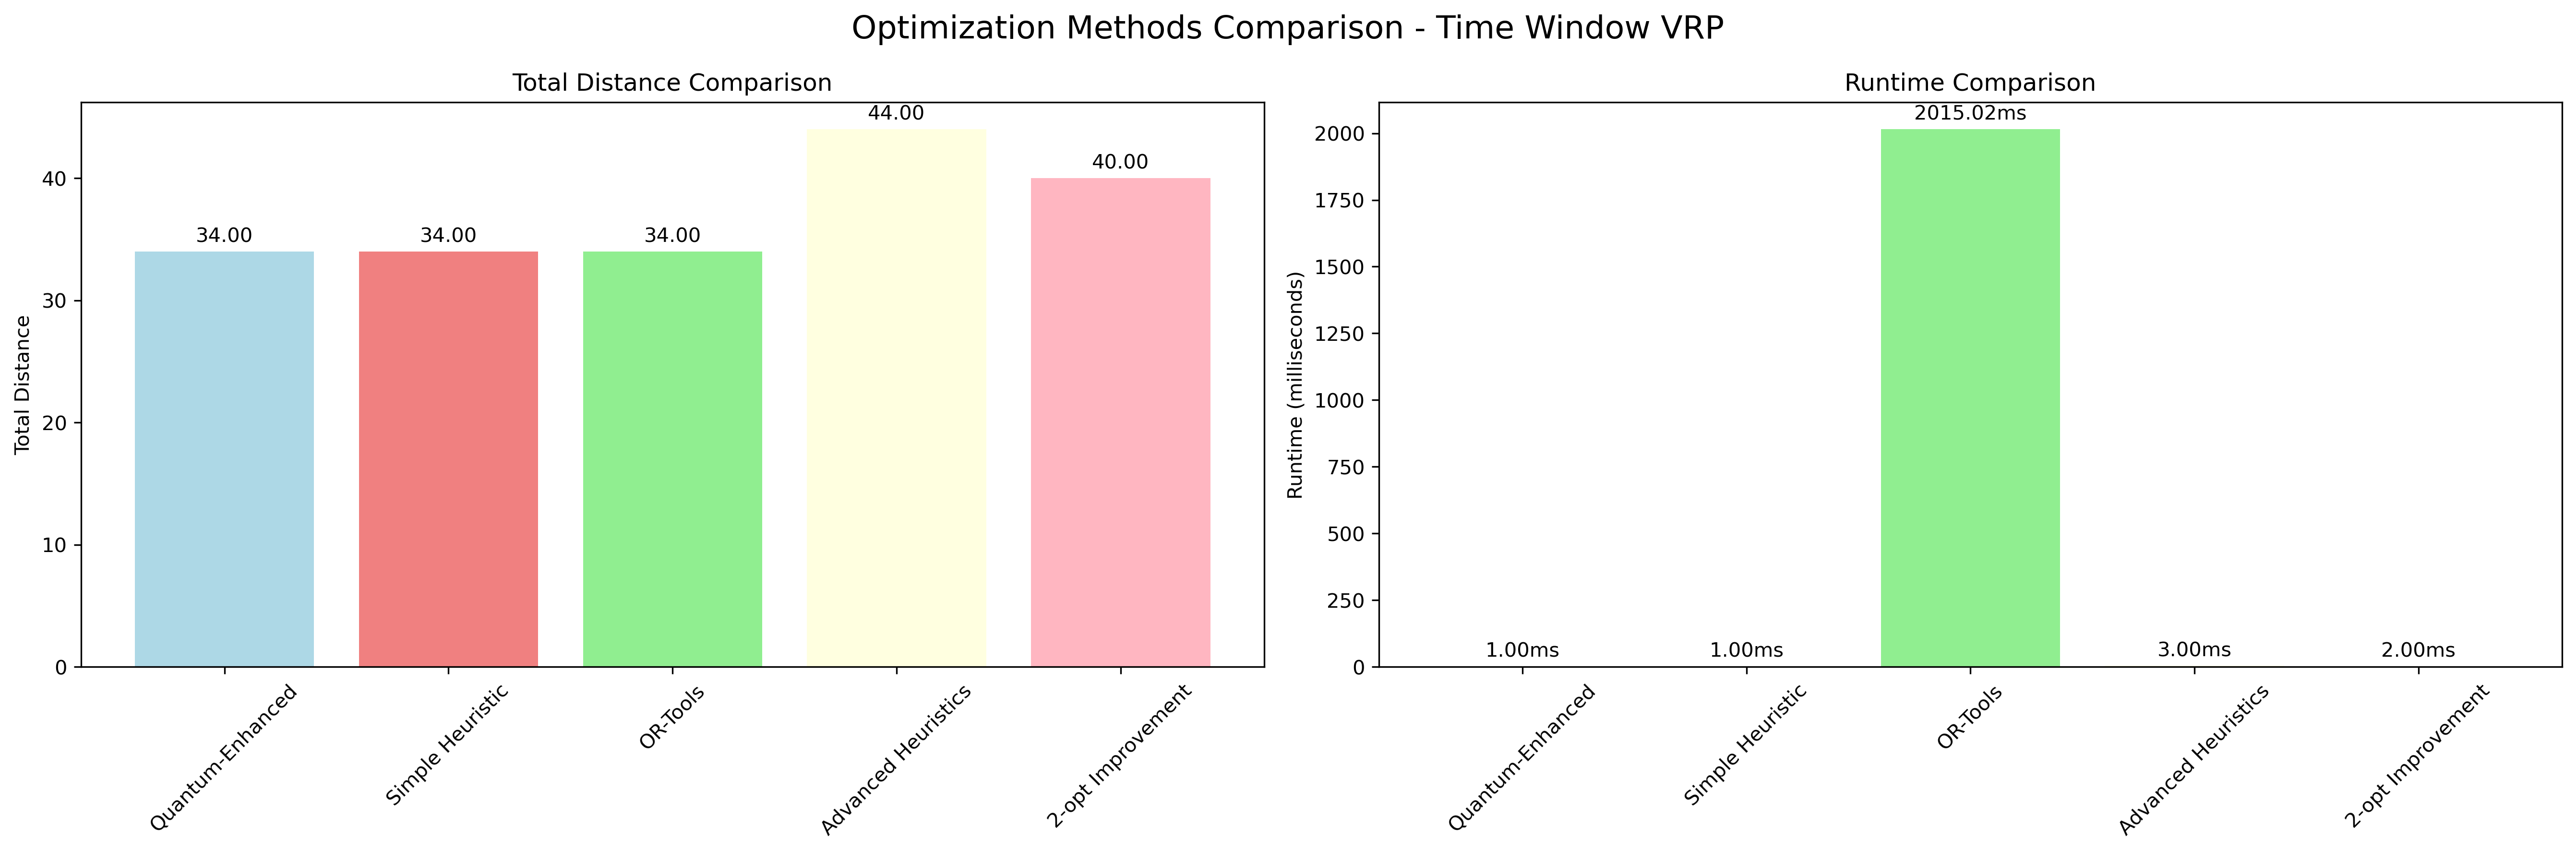 Optimization Methods Comparison - Time Window VRP
Total Distance Comparison
Total Distance
0
10
20
30
40
34.00
34.00
34.00
44.00
40.00
Quantum-Enhanced
Simple Heuristic
OR-Tools
Advanced Heuristics
2-opt Improvement
Runtime Comparison
Runtime (milliseconds)
0
250
500
750
1000
1250
1500
1750
2000
1.00ms
1.00ms
2015.02ms
3.00ms
2.00ms
Quantum-Enhanced
Simple Heuristic
OR-Tools
Advanced Heuristics
2-opt Improvement